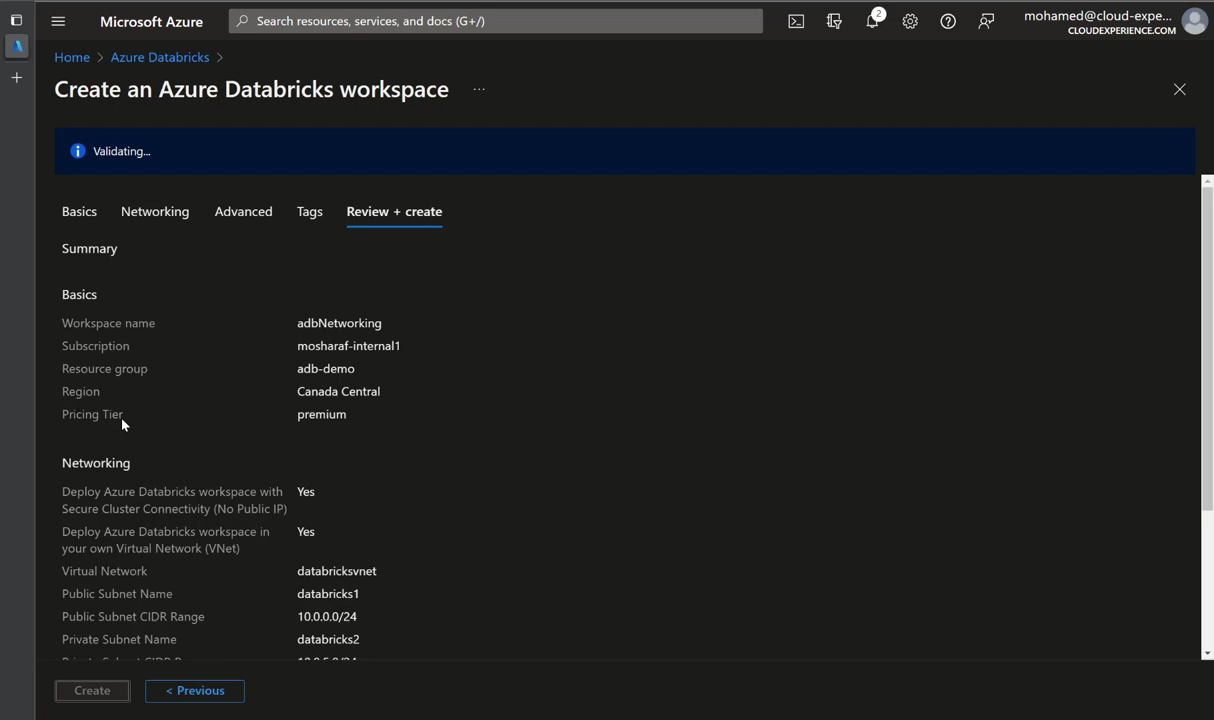 Microsoft Azure
Search resources, services, and docs (G+/)
2
mohamed@cloud-expe...
CLOUDEXPERIENCE.COM
Home > Azure Databricks >
Create an Azure Databricks workspace ...
Validating...
Basics Networking Advanced Tags Review + create
Summary
Basics
Workspace name adbNetworking
Subscription mosharaf-internal1
Resource group adb-demo
Region Canada Central
Pricing Tier premium
Networking
Deploy Azure Databricks workspace with Yes
Secure Cluster Connectivity (No Public IP)
Deploy Azure Databricks workspace in Yes
your own Virtual Network (VNet)
Virtual Network databricksvnet
Public Subnet Name databricks1
Public Subnet CIDR Range 10.0.0.0/24
Private Subnet Name databricks2
Create < Previous